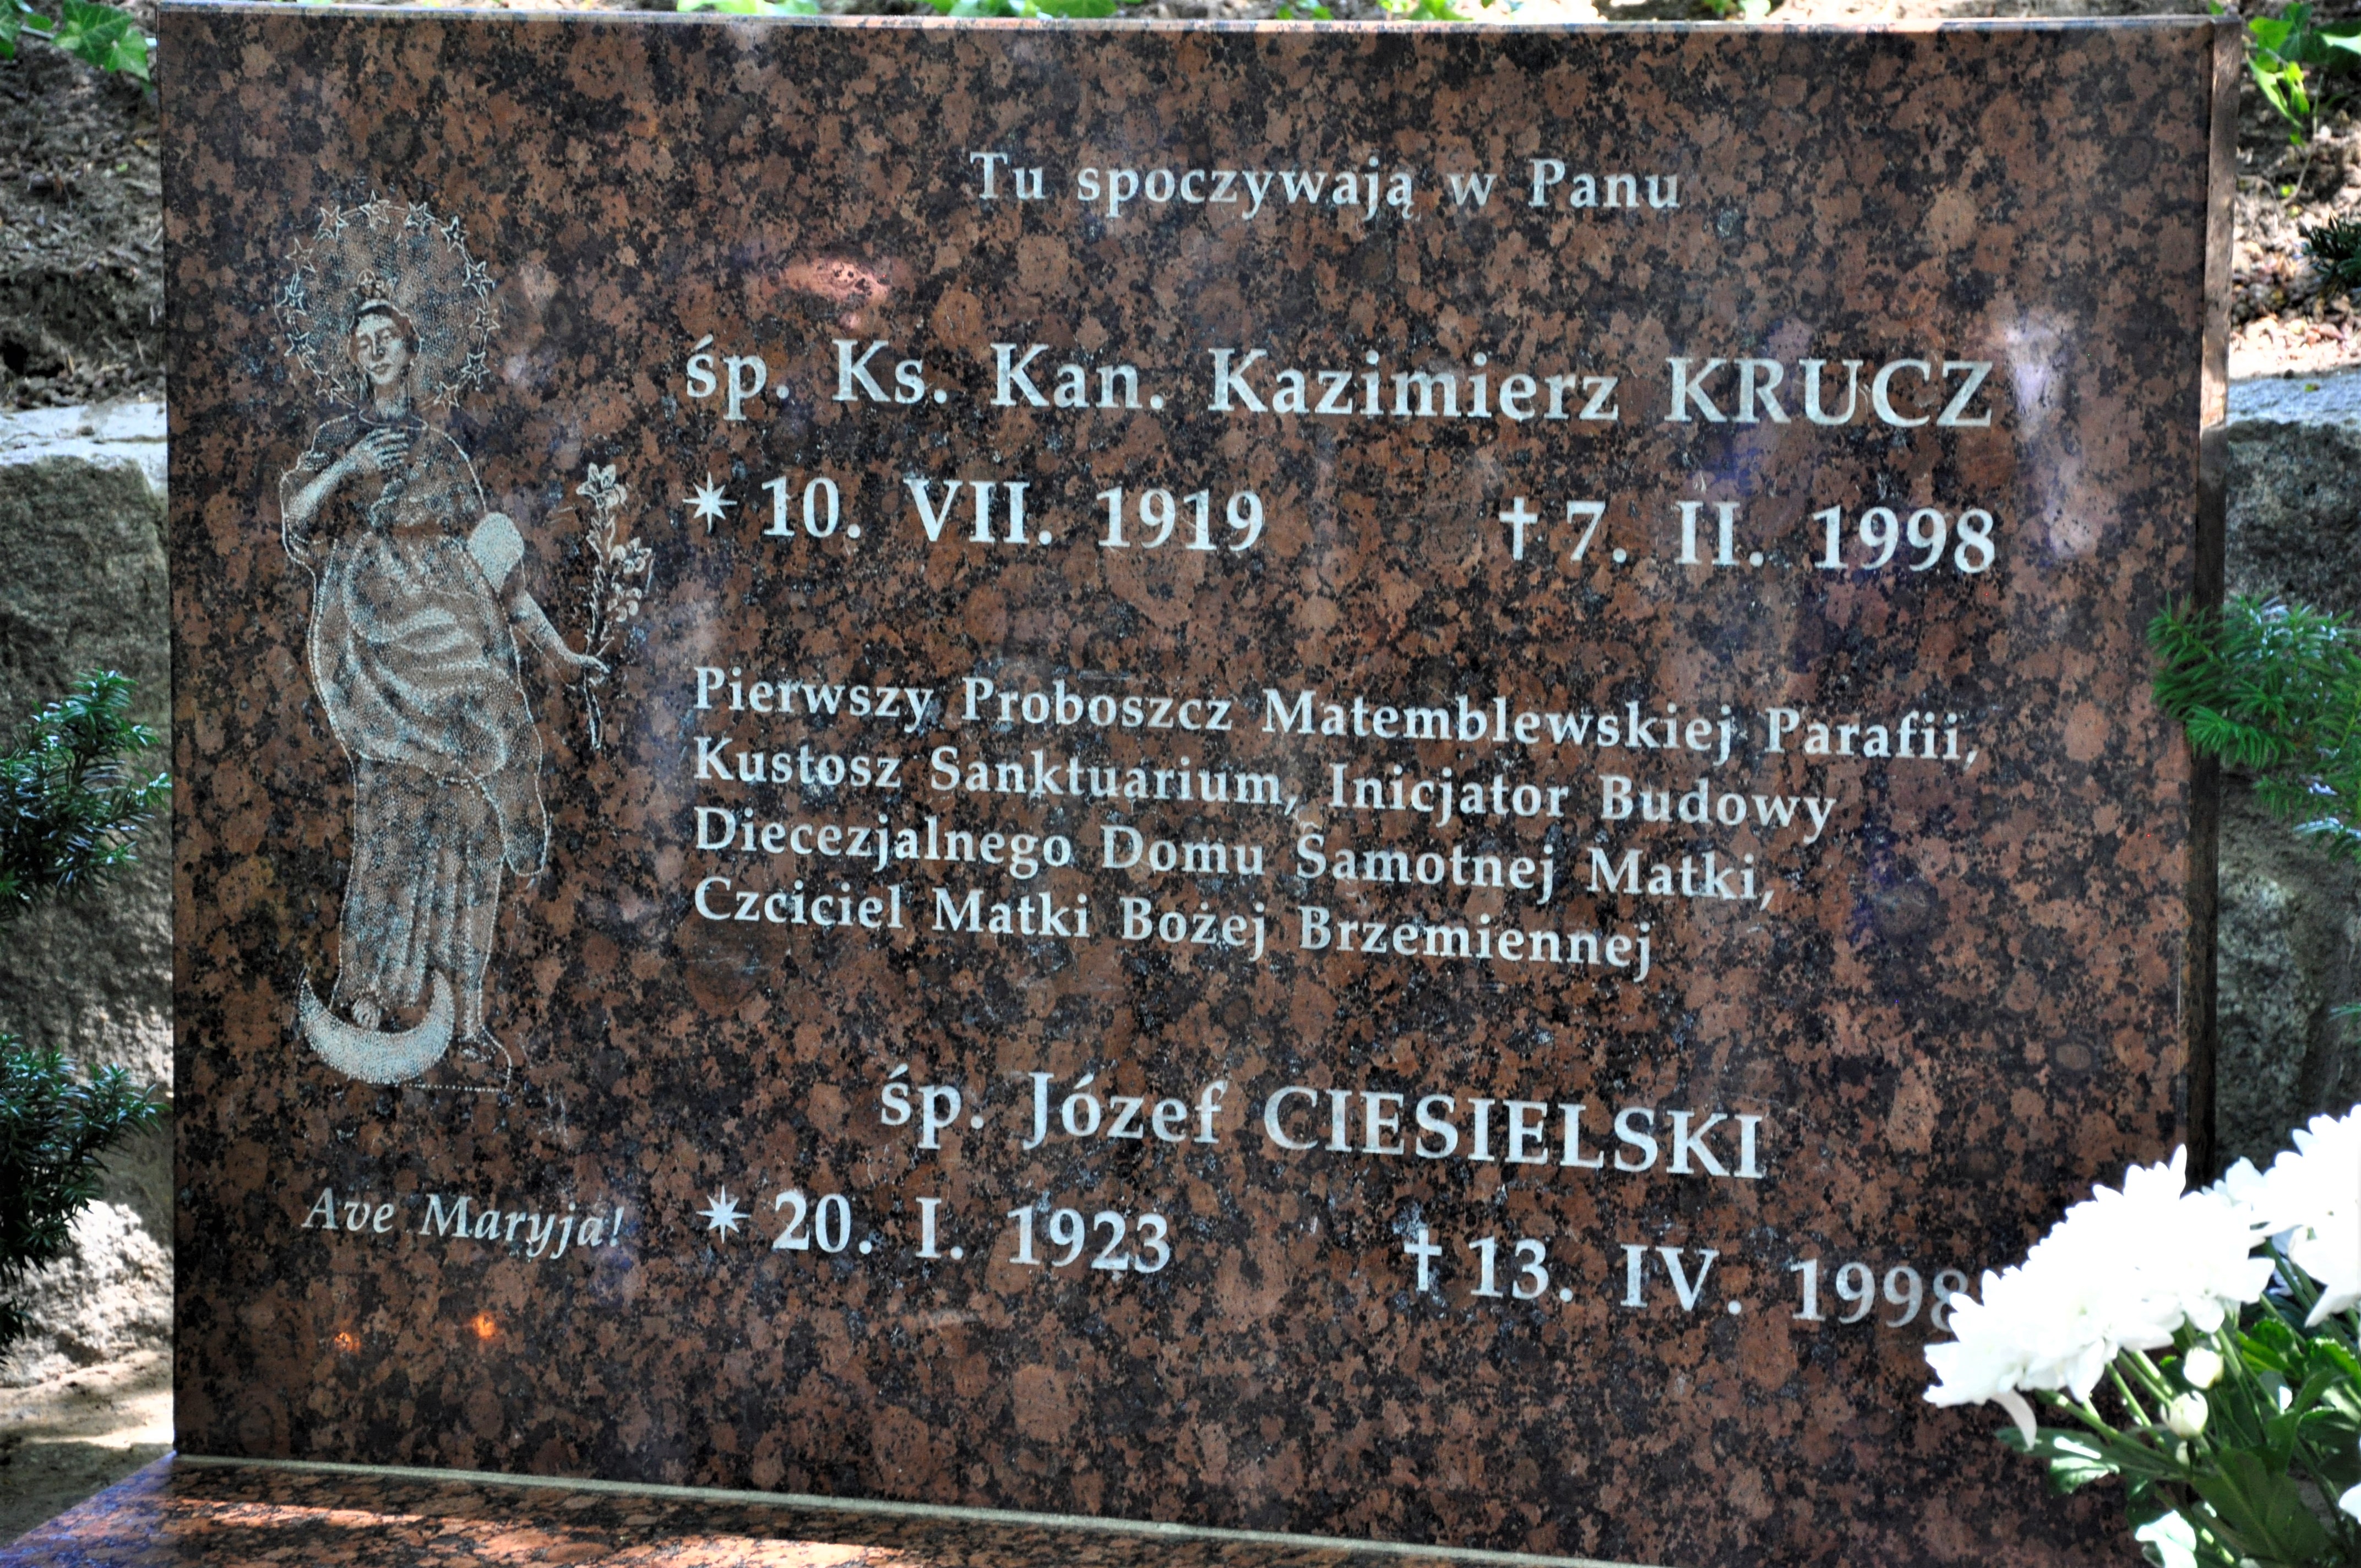 Tu spoczywają w Panu
śp. Ks. Kan. Kazimierz KRUCZ
✴ 10. VII. 1919 ✝ 7. II. 1998
Pierwszy Proboszcz Matemblewskiej Parafii,
Kustosz Sanktuarium, Inicjator Budowy
Diecezjalnego Domu Samotnej Matki,
Czciciel Matki Bożej Brzemiennej
śp. Józef CIESIELSKI
✴ 20. I. 1923 ✝ 13. IV. 1998
Ave Maryja!